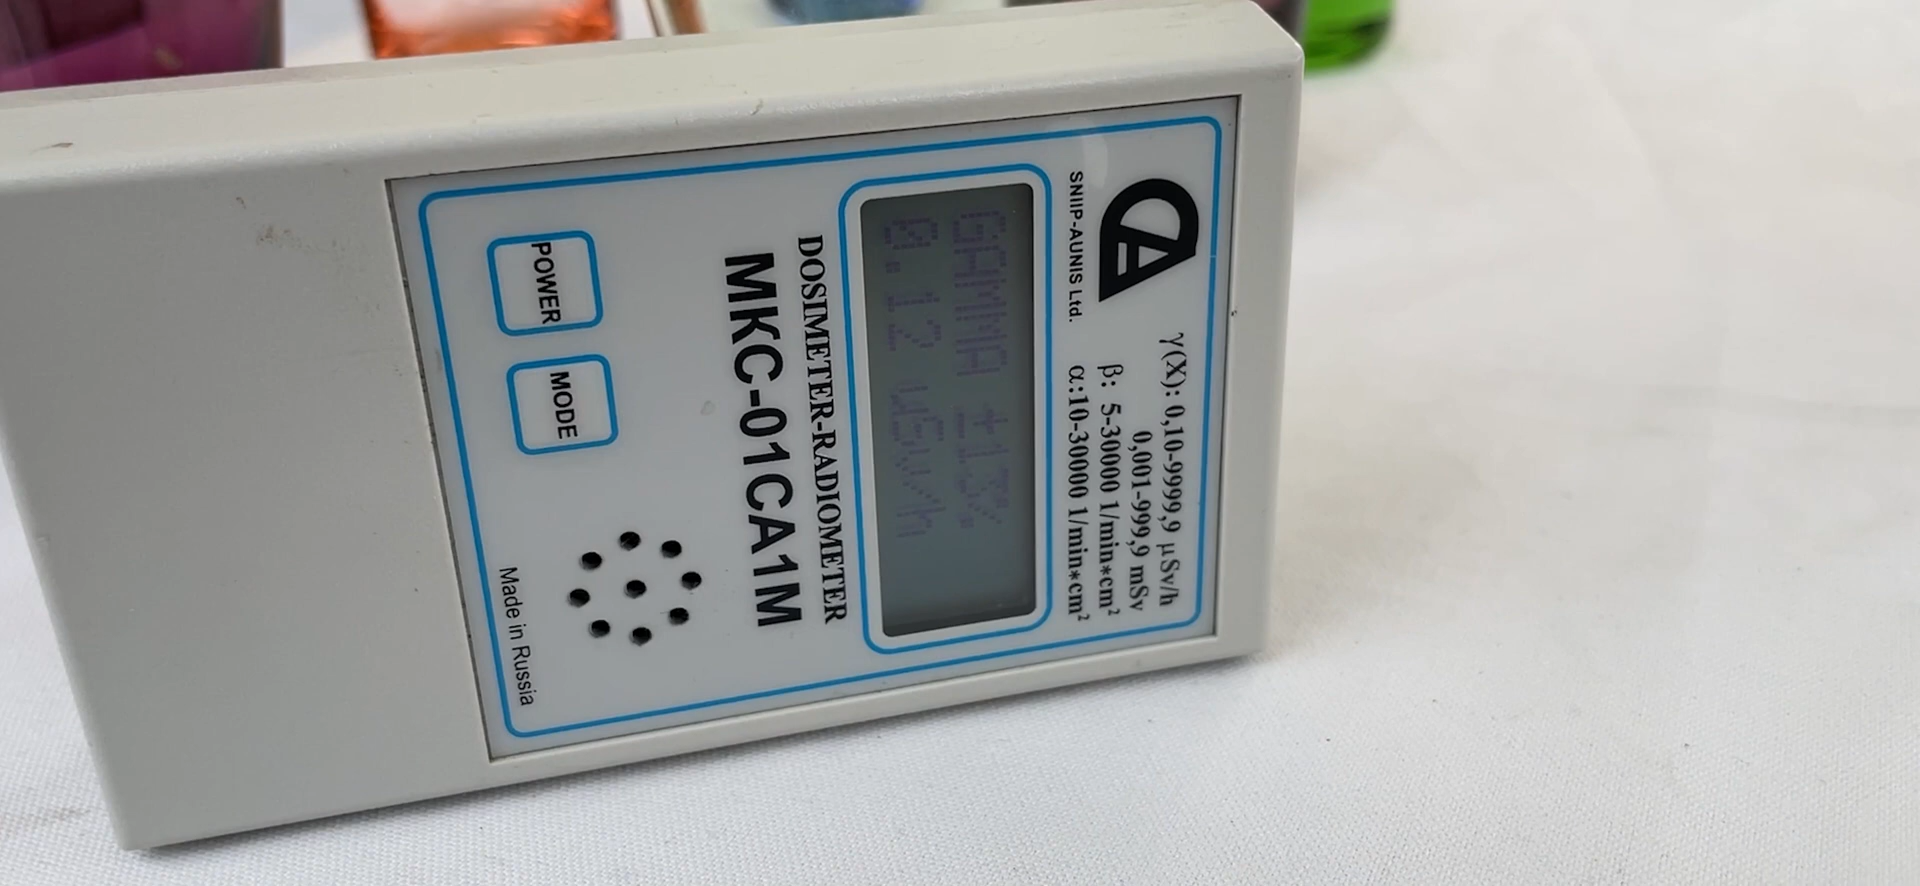 SNIIP-AUNIS Ltd.
γ(X): 0,10-9999,9 μSv/h
0,001-999,9 mSv
β: 5-30000 1/min*cm²
α:10-30000 1/min*cm²
GAMMA ±13%
0.12 uSv/h
DOSIMETER-RADIOMETER
MKC-01CA1M
POWER
MODE
Made in Russia